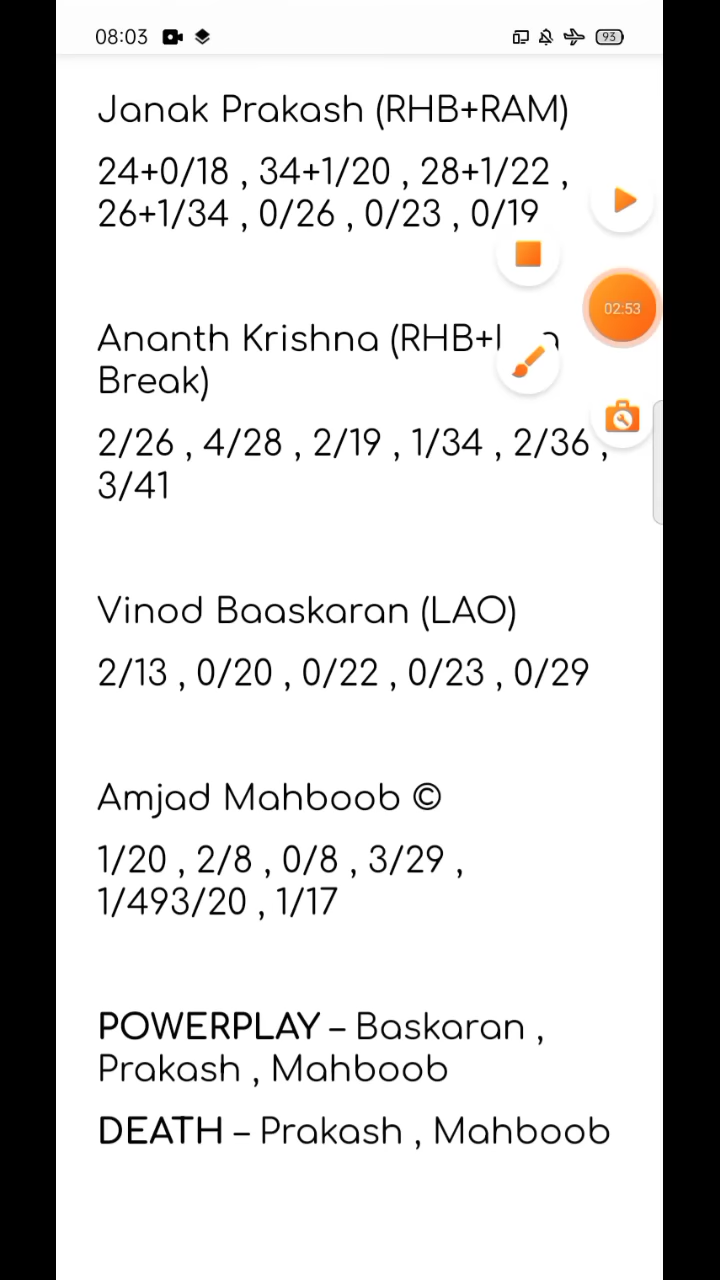 08:03
93
Janak Prakash (RHB+RAM)
24+0/18 , 34+1/20 , 28+1/22 ,
26+1/34 , 0/26 , 0/23 , 0/19
02:53
Ananth Krishna (RHB+
Break)
2/26 , 4/28 , 2/19 , 1/34 , 2/36 ,
3/41
Vinod Baaskaran (LAO)
2/13 , 0/20 , 0/22 , 0/23 , 0/29
Amjad Mahboob ©
1/20 , 2/8 , 0/8 , 3/29 ,
1/493/20 , 1/17
POWERPLAY – Baskaran ,
Prakash , Mahboob
DEATH – Prakash , Mahboob